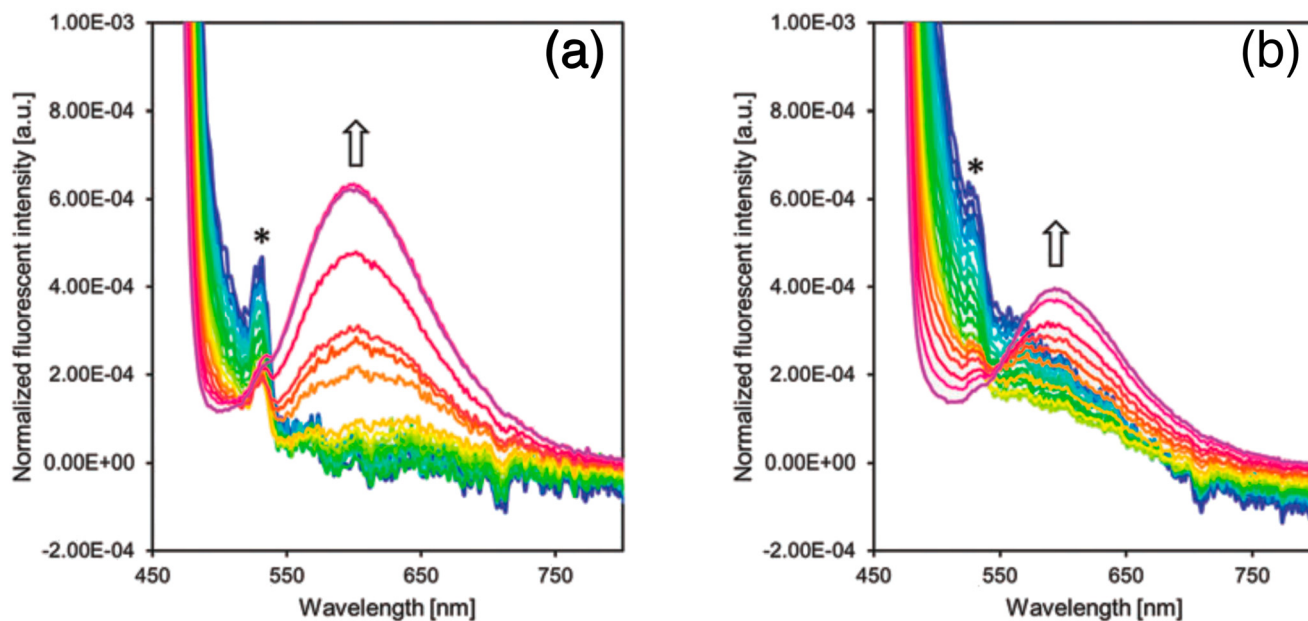 (a)
Normalized fluorescent intensity [a.u.]
1.00E-03
8.00E-04
6.00E-04
4.00E-04
2.00E-04
0.00E+00
-2.00E-04
*
450
550
650
750
Wavelength [nm]
(b)
Normalized fluorescent intensity [a.u.]
1.00E-03
8.00E-04
6.00E-04
4.00E-04
2.00E-04
0.00E+00
-2.00E-04
*
450
550
650
750
Wavelength [nm]